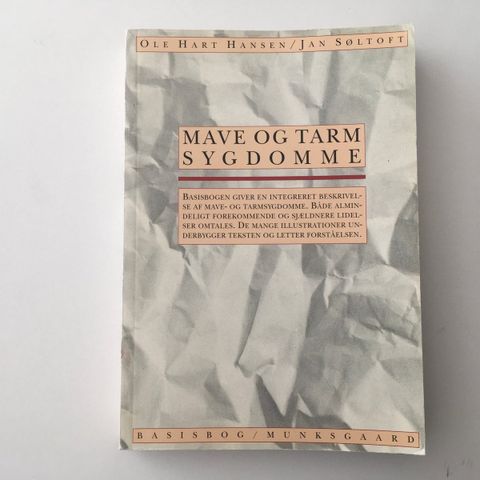 OLE HART HANSEN/JAN SØLTOFT
MAVE OG TARM
SYGDOMME
BASISBOGEN GIVER EN INTEGRERET BESKRIVEL-
SE AF MAVE- OG TARMSYGDOMME. BÅDE ALMIN-
DELIGT FOREKOMMENDE OG SJÆLDNERE LIDEL-
SER OMTALES. DE MANGE ILLUSTRATIONER UN-
DERBYGGER TEKSTEN OG LETTER FORSTÅELSEN.
BASISBOG/MUNKSGAARD